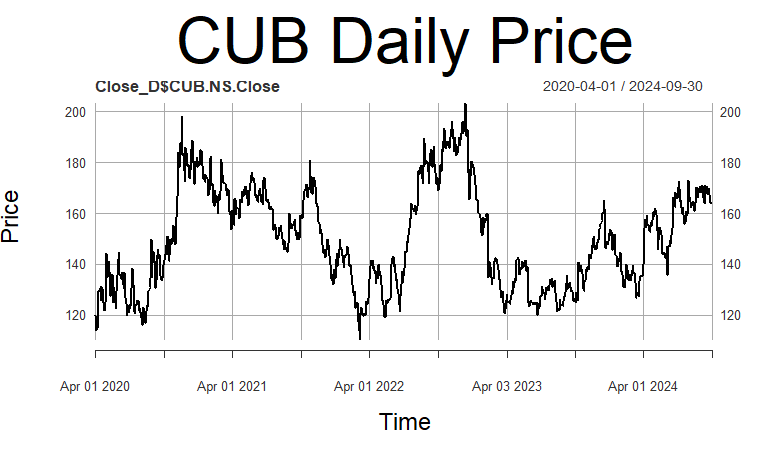 CUB Daily Price
Close_D$CUB.NS.Close 2020-04-01 / 2024-09-30
200 200
180 180
160 160
140 140
120 120
Price
Apr 01 2020 Apr 01 2021 Apr 01 2022 Apr 03 2023 Apr 01 2024
Time